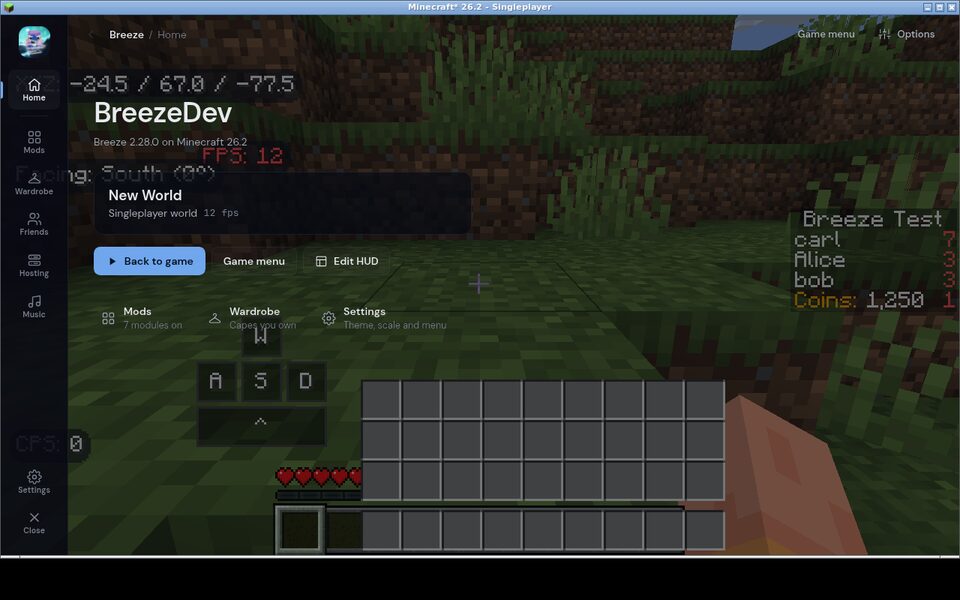 Minecraft* 26.2 - Singleplayer
Breeze / Home
Game menu
Options
-24.5 / 67.0 / -77.5
Home
BreezeDev
Breeze 2.28.0 on Minecraft 26.2
FPS: 12
Mods
Facing: South (0°)
Wardrobe
New World
Singleplayer world 12 fps
Friends
Breeze Test
carl 7
Alice 3
bob 3
Coins: 1,250 1
Hosting
Back to game
Game menu
Edit HUD
Music
Mods
7 modules on
Wardrobe
Capes you own
Settings
Theme, scale and menu
W
A S D
^
CPS: 0
Settings
Close